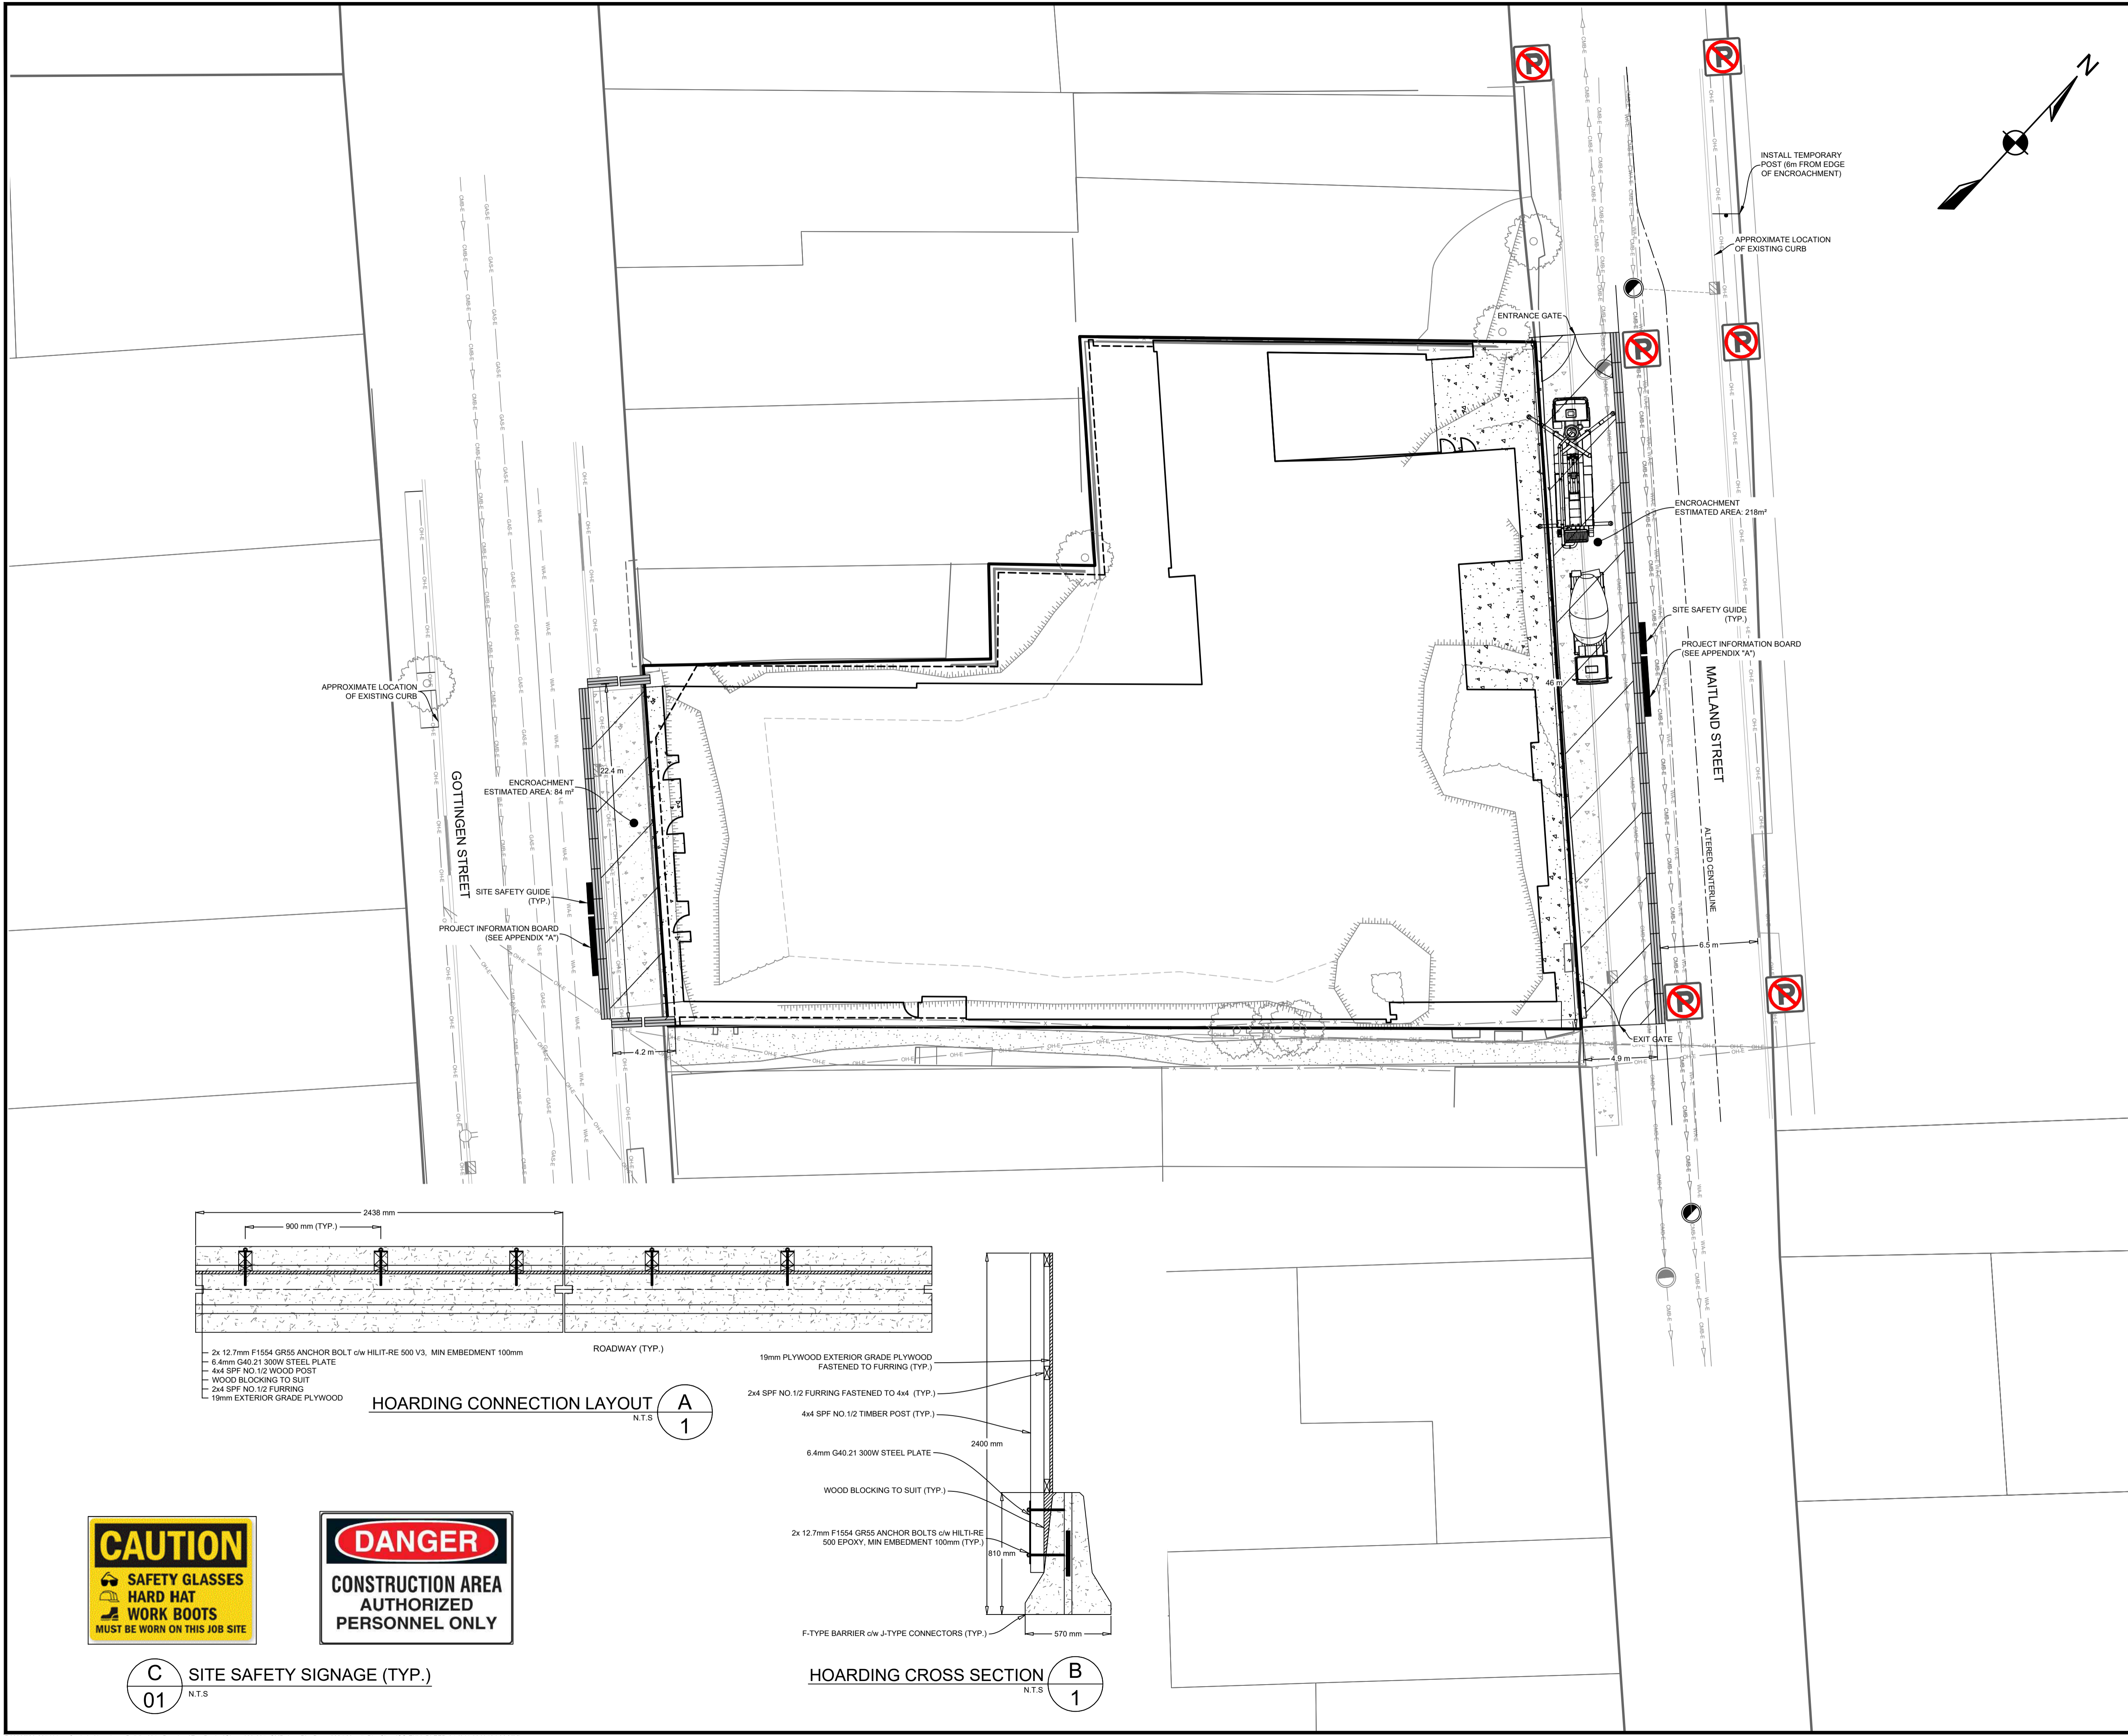 N
INSTALL TEMPORARY
POST (6m FROM EDGE
OF ENCROACHMENT)
APPROXIMATE LOCATION
OF EXISTING CURB
ENTRANCE GATE
ENCROACHMENT
ESTIMATED AREA: 218m²
SITE SAFETY GUIDE
(TYP.)
PROJECT INFORMATION BOARD
(SEE APPENDIX "A")
46 m
MAITLAND STREET
ALTERED CENTERLINE
6.5 m
EXIT GATE
4.9 m
APPROXIMATE LOCATION
OF EXISTING CURB
GOTTINGEN STREET
22.4 m
ENCROACHMENT
ESTIMATED AREA: 84 m²
SITE SAFETY GUIDE
(TYP.)
PROJECT INFORMATION BOARD
(SEE APPENDIX "A")
4.2 m
CMB-E
GAS-E
WA-E
OH-E
2438 mm
900 mm (TYP.)
ROADWAY (TYP.)
2x 12.7mm F1554 GR55 ANCHOR BOLT c/w HILIT-RE 500 V3, MIN EMBEDMENT 100mm
6.4mm G40.21 300W STEEL PLATE
4x4 SPF NO.1/2 WOOD POST
WOOD BLOCKING TO SUIT
2x4 SPF NO.1/2 FURRING
19mm EXTERIOR GRADE PLYWOOD
HOARDING CONNECTION LAYOUT
N.T.S
A
1
19mm PLYWOOD EXTERIOR GRADE PLYWOOD
FASTENED TO FURRING (TYP.)
2x4 SPF NO.1/2 FURRING FASTENED TO 4x4 (TYP.)
4x4 SPF NO.1/2 TIMBER POST (TYP.)
2400 mm
6.4mm G40.21 300W STEEL PLATE
WOOD BLOCKING TO SUIT (TYP.)
2x 12.7mm F1554 GR55 ANCHOR BOLTS c/w HILTI-RE
500 EPOXY, MIN EMBEDMENT 100mm (TYP.)
810 mm
F-TYPE BARRIER c/w J-TYPE CONNECTORS (TYP.)
570 mm
HOARDING CROSS SECTION
N.T.S
B
1
CAUTION
SAFETY GLASSES
HARD HAT
WORK BOOTS
MUST BE WORN ON THIS JOB SITE
DANGER
CONSTRUCTION AREA
AUTHORIZED
PERSONNEL ONLY
C
01
SITE SAFETY SIGNAGE (TYP.)
N.T.S